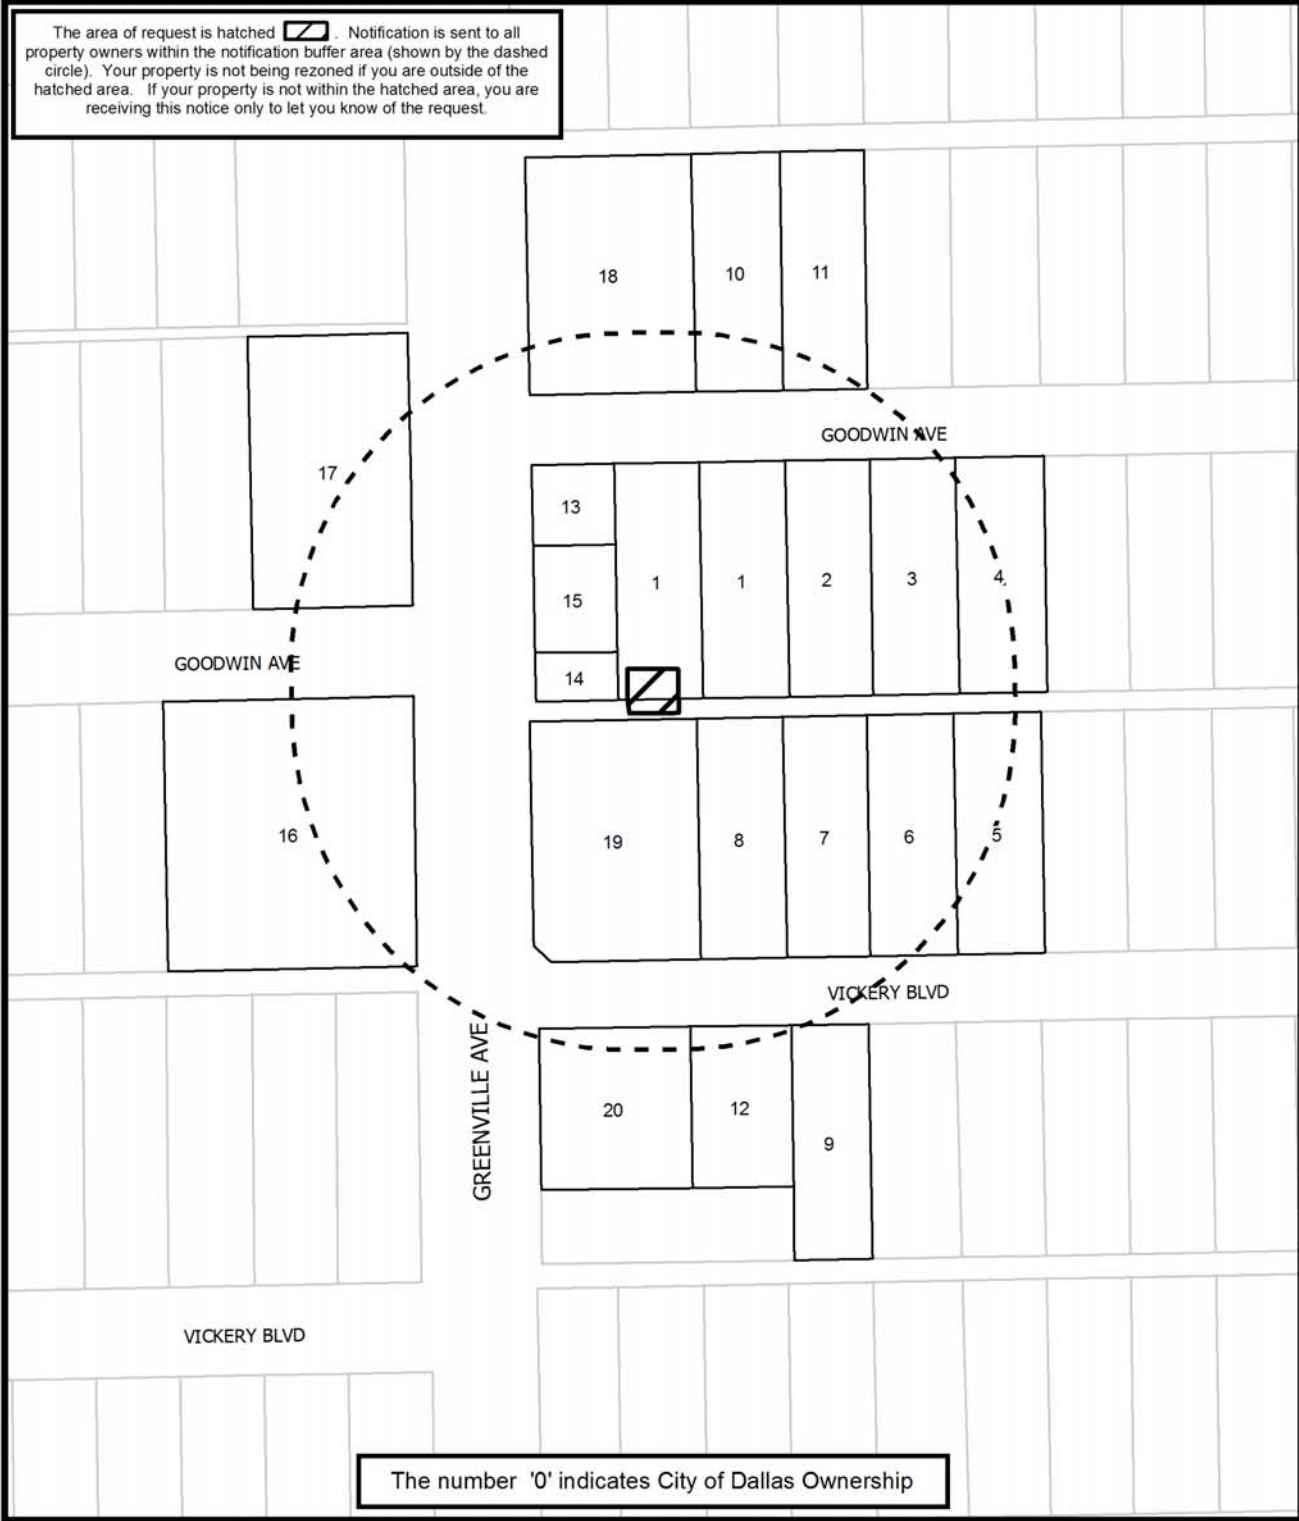 The area of request is hatched . Notification is sent to all
property owners within the notification buffer area (shown by the dashed
circle). Your property is not being rezoned if you are outside of the
hatched area. If your property is not within the hatched area, you are
receiving this notice only to let you know of the request.
18
10
11
GOODWIN AVE
17
13
15
14
1
1
2
3
4
GOODWIN AVE
16
19
8
7
6
5
VICKERY BLVD
GREENVILLE AVE
20
12
9
VICKERY BLVD
The number '0' indicates City of Dallas Ownership